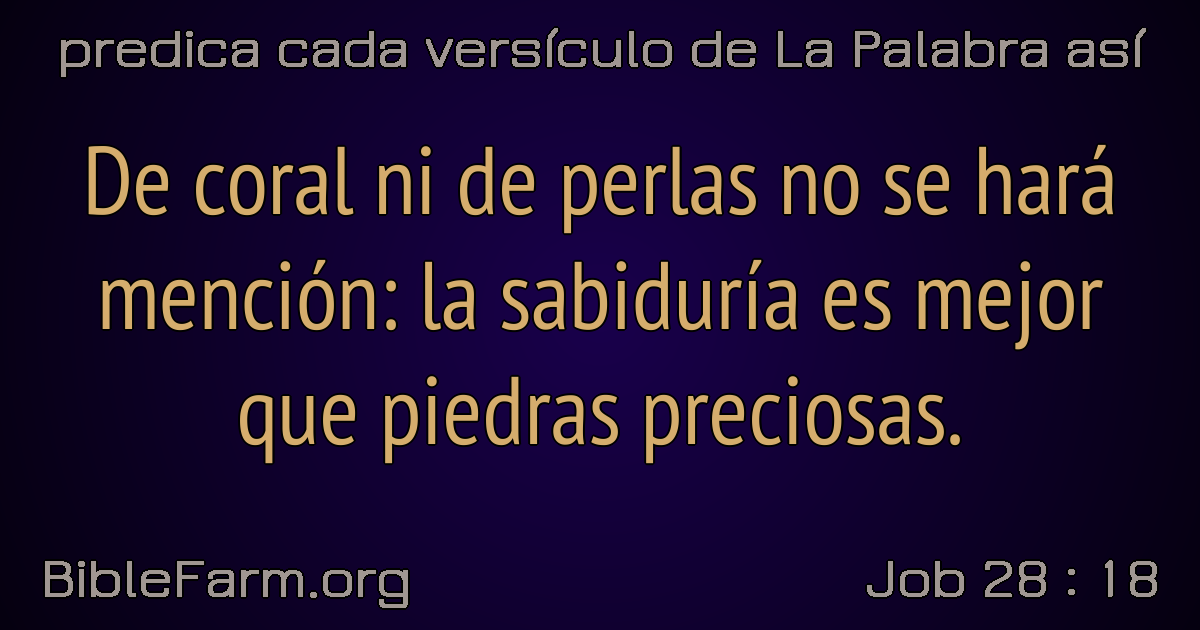 predica cada versículo de La Palabra así
De coral ni de perlas no se hará
mención: la sabiduría es mejor
que piedras preciosas.
BibleFarm.org
Job 28 : 18